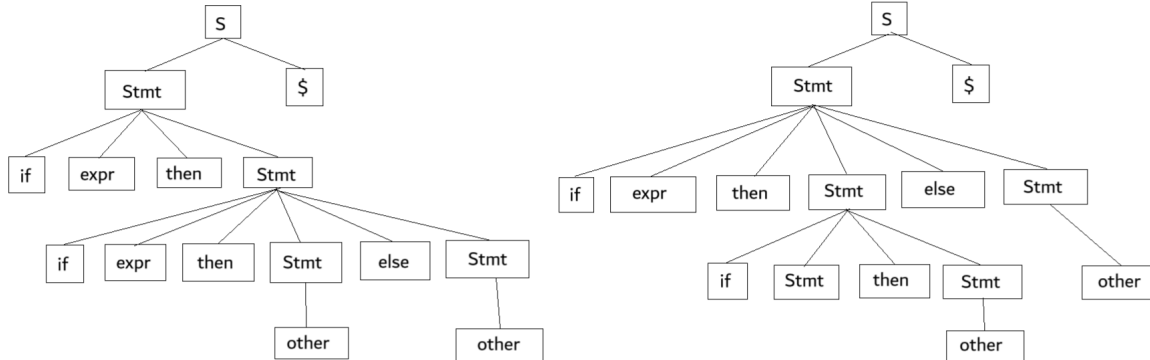 S
Stmt
$
if
expr
then
Stmt
if
expr
then
Stmt
else
Stmt
other
other
S
Stmt
$
if
expr
then
Stmt
else
Stmt
if
Stmt
then
Stmt
other
other